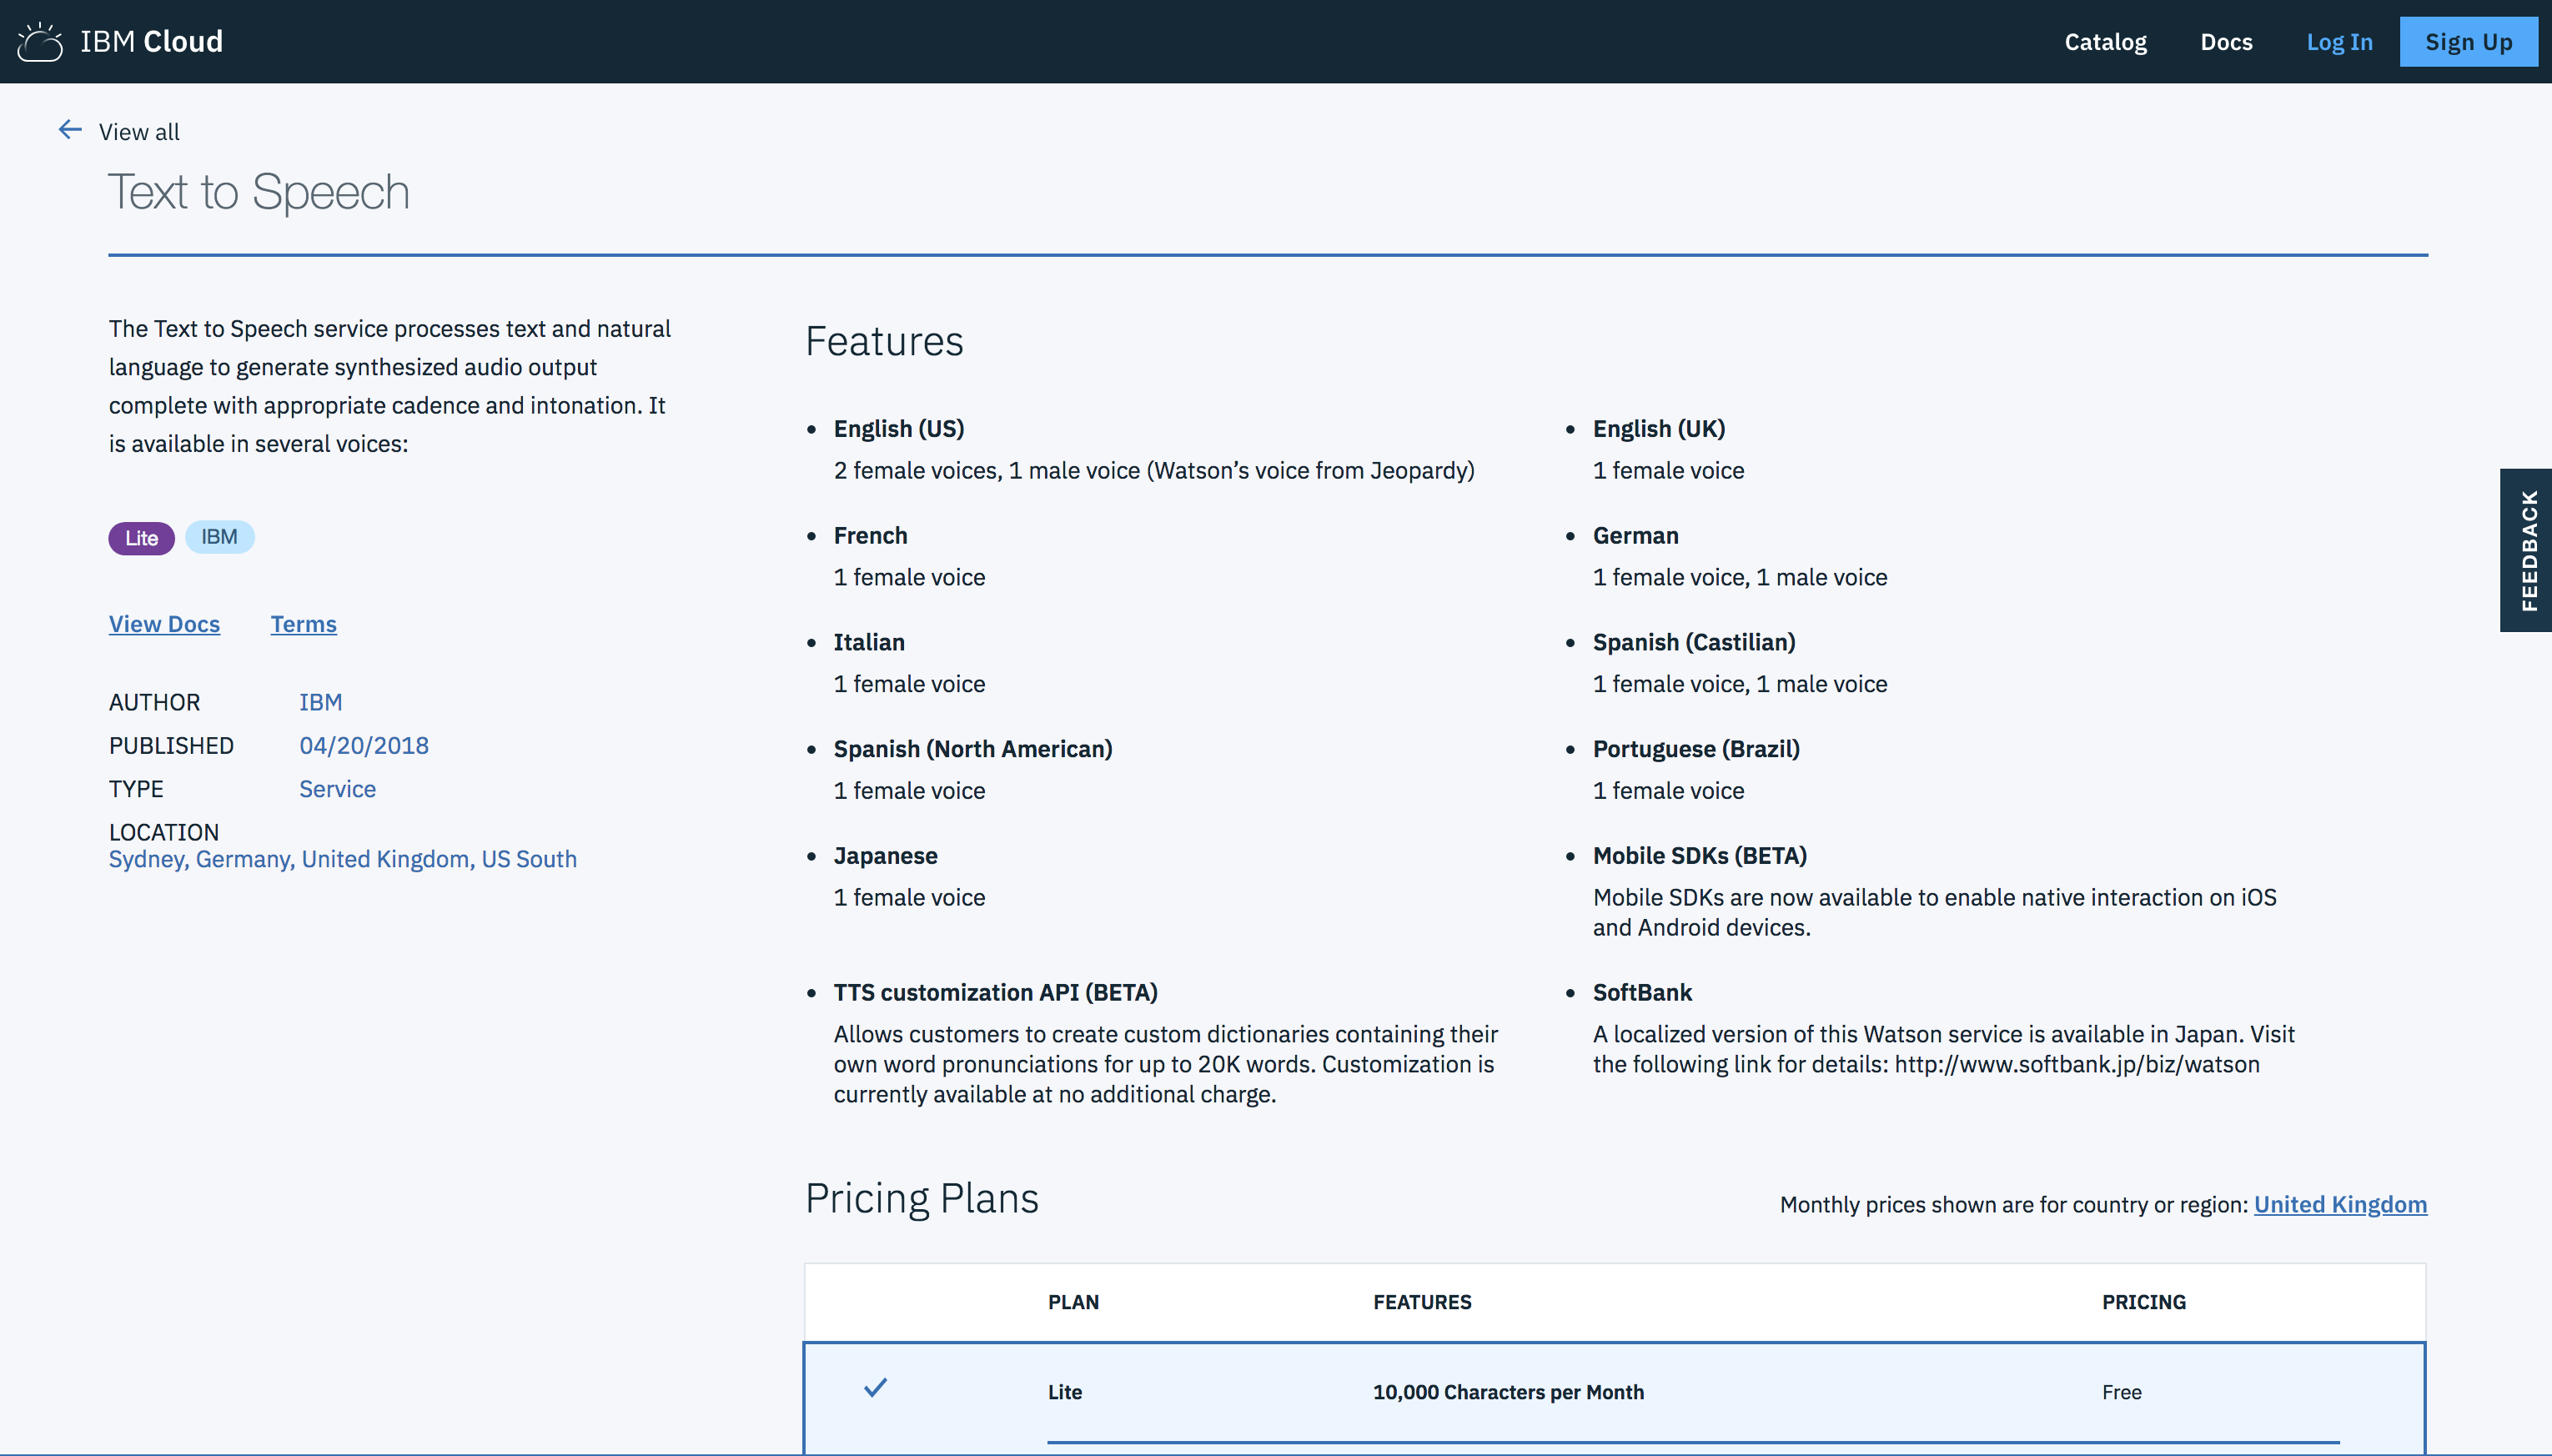 IBM Cloud
Catalog
Docs
Log In
Sign Up
View all
Text to Speech
The Text to Speech service processes text and natural
language to generate synthesized audio output
complete with appropriate cadence and intonation. It
is available in several voices:
Lite
IBM
View Docs
Terms
AUTHOR IBM
PUBLISHED 04/20/2018
TYPE Service
LOCATION
Sydney, Germany, United Kingdom, US South
Features
English (US)
2 female voices, 1 male voice (Watson’s voice from Jeopardy)
English (UK)
1 female voice
French
1 female voice
German
1 female voice, 1 male voice
Italian
1 female voice
Spanish (Castilian)
1 female voice, 1 male voice
Spanish (North American)
1 female voice
Portuguese (Brazil)
1 female voice
Japanese
1 female voice
Mobile SDKs (BETA)
Mobile SDKs are now available to enable native interaction on iOS
and Android devices.
TTS customization API (BETA)
Allows customers to create custom dictionaries containing their
own word pronunciations for up to 20K words. Customization is
currently available at no additional charge.
SoftBank
A localized version of this Watson service is available in Japan. Visit
the following link for details: http://www.softbank.jp/biz/watson
FEEDBACK
Pricing Plans
Monthly prices shown are for country or region: United Kingdom
PLAN FEATURES PRICING
Lite 10,000 Characters per Month Free